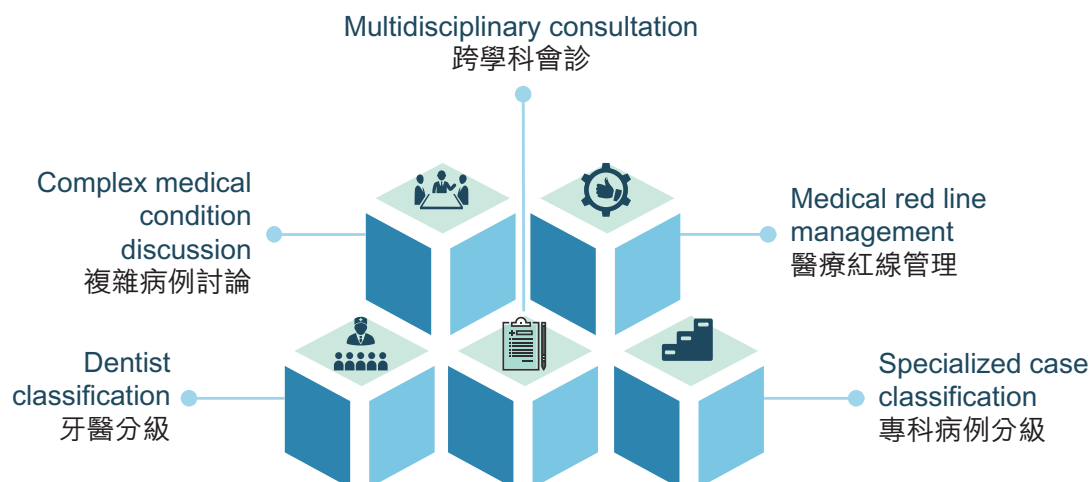 Multidisciplinary consultation
跨學科會診
Complex medical
condition
discussion
複雜病例討論
Medical red line
management
醫療紅線管理
Dentist
classification
牙醫分級
Specialized case
classification
專科病例分級